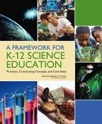 A FRAMEWORK FOR
K-12 SCIENCE
EDUCATION
Practices, Crosscutting Concepts, and Core Ideas